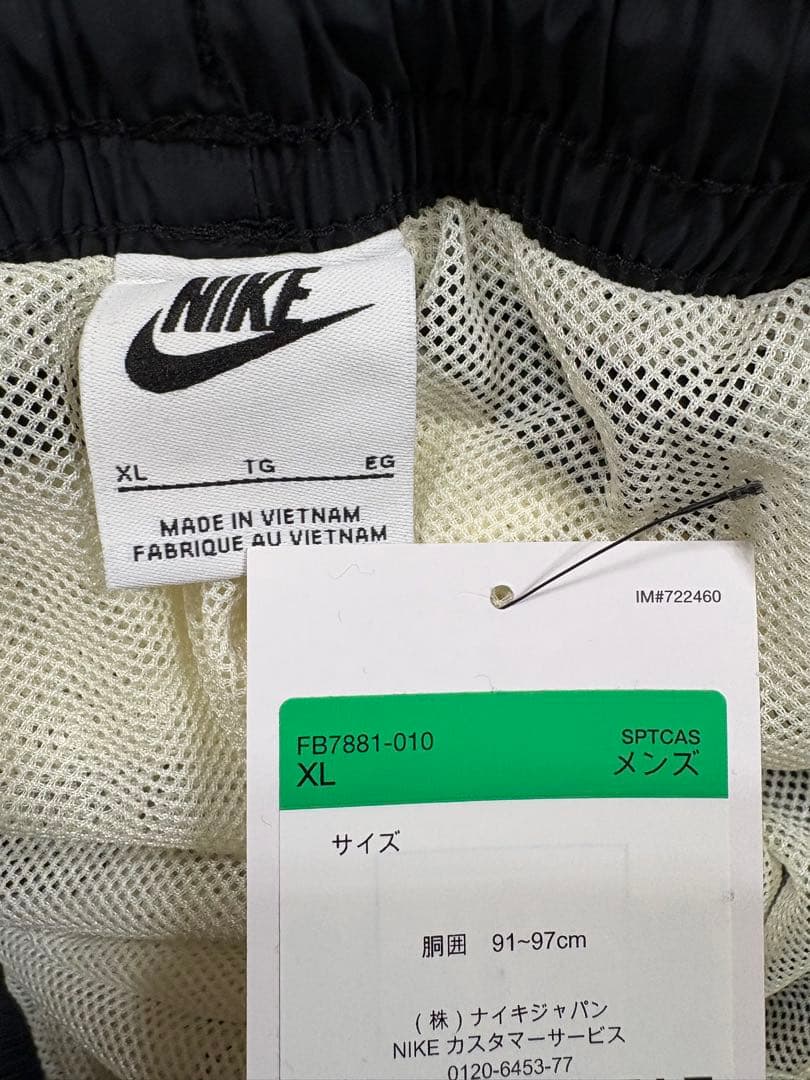 NIKE
XL TG EG
MADE IN VIETNAM
FABRIQUE AU VIETNAM
IM#722460
FB7881-010 SPTCAS
XL メンズ
サイズ
胴囲 91~97cm
(株)ナイキジャパン
NIKE カスタマーサービス
0120-6453-77